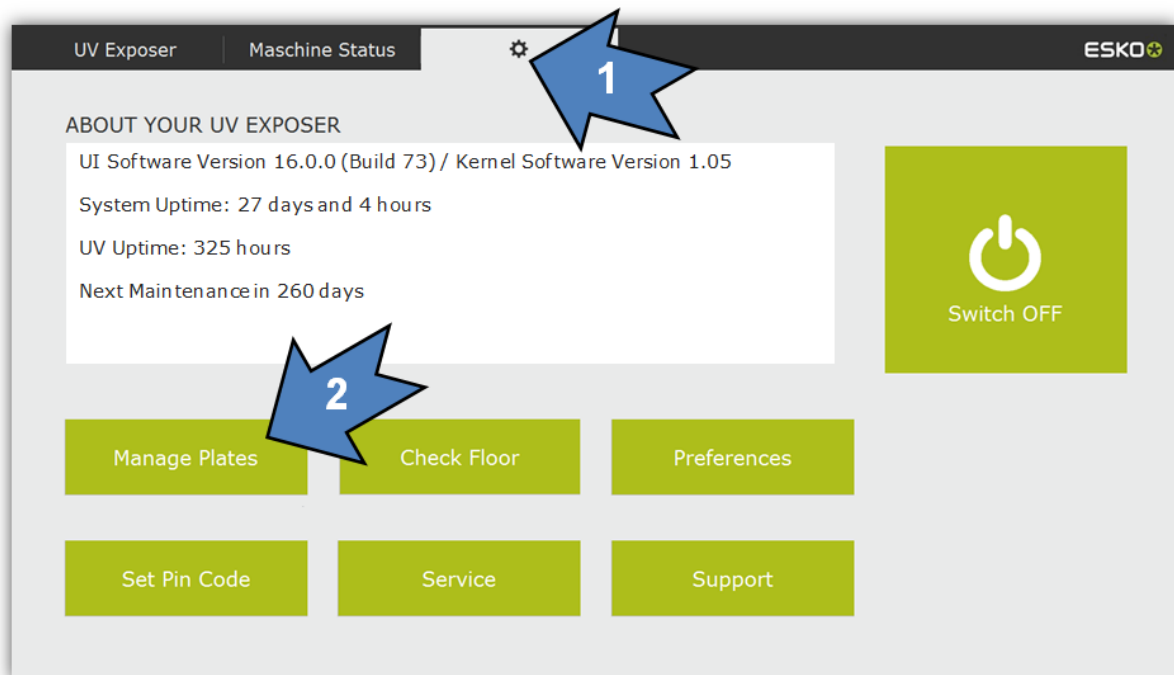 UV Exposer
Maschine Status
ESKO
1
ABOUT YOUR UV EXPOSER
UI Software Version 16.0.0 (Build 73) / Kernel Software Version 1.05
System Uptime: 27 days and 4 hours
UV Uptime: 325 hours
Next Maintenance in 260 days
Switch OFF
2
Manage Plates
Check Floor
Preferences
Set Pin Code
Service
Support